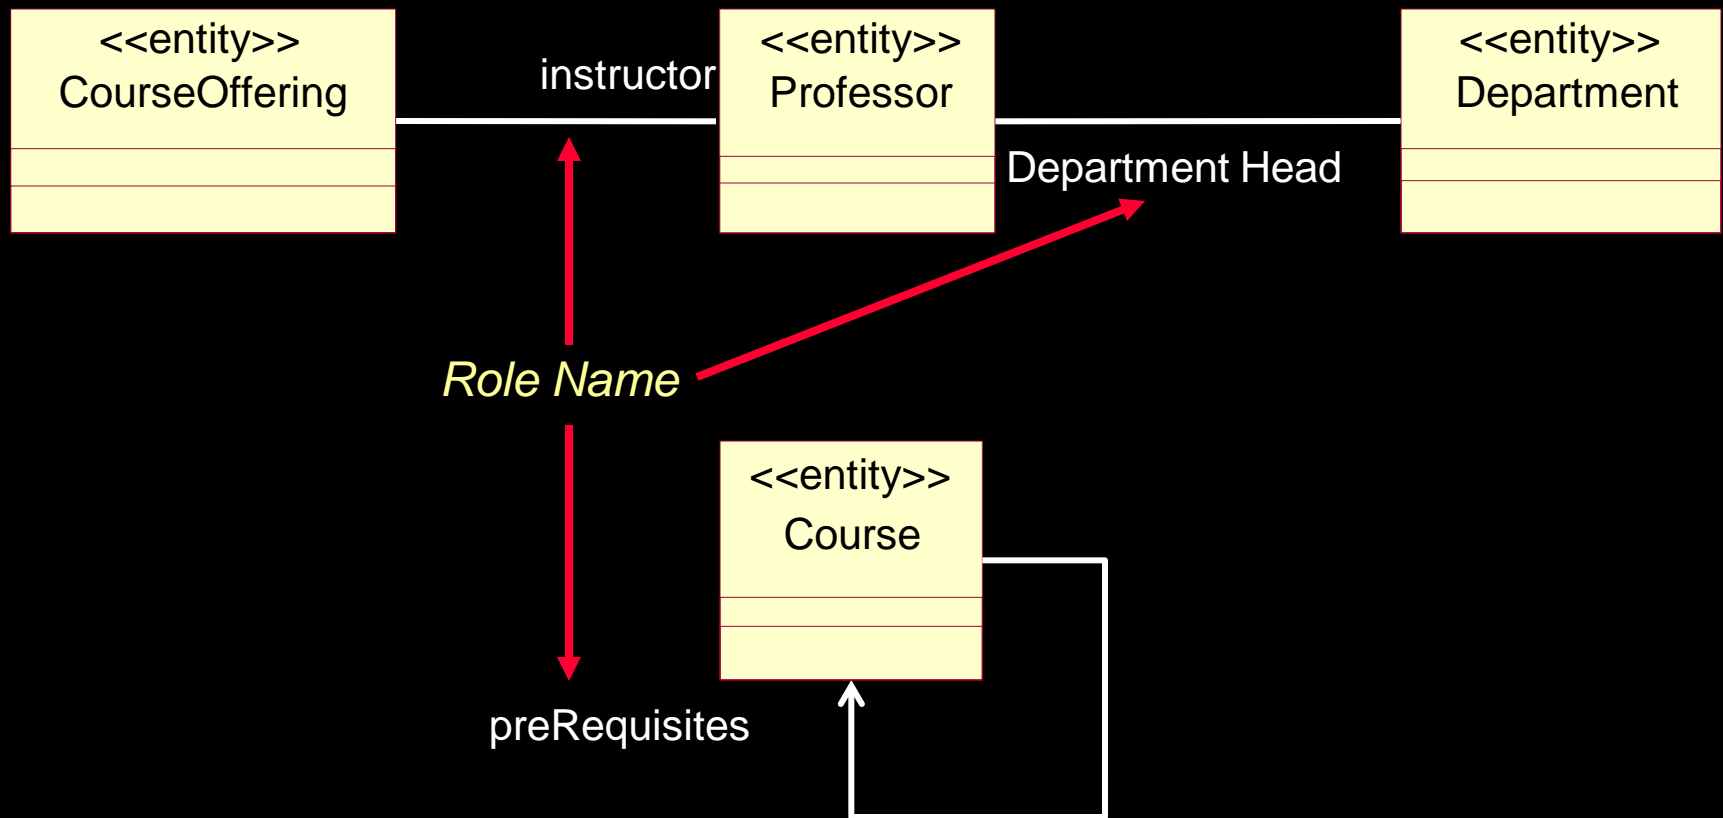 <<entity>>
CourseOffering
instructor
<<entity>>
Professor
Department Head
<<entity>>
Department
Role Name
<<entity>>
Course
preRequisites